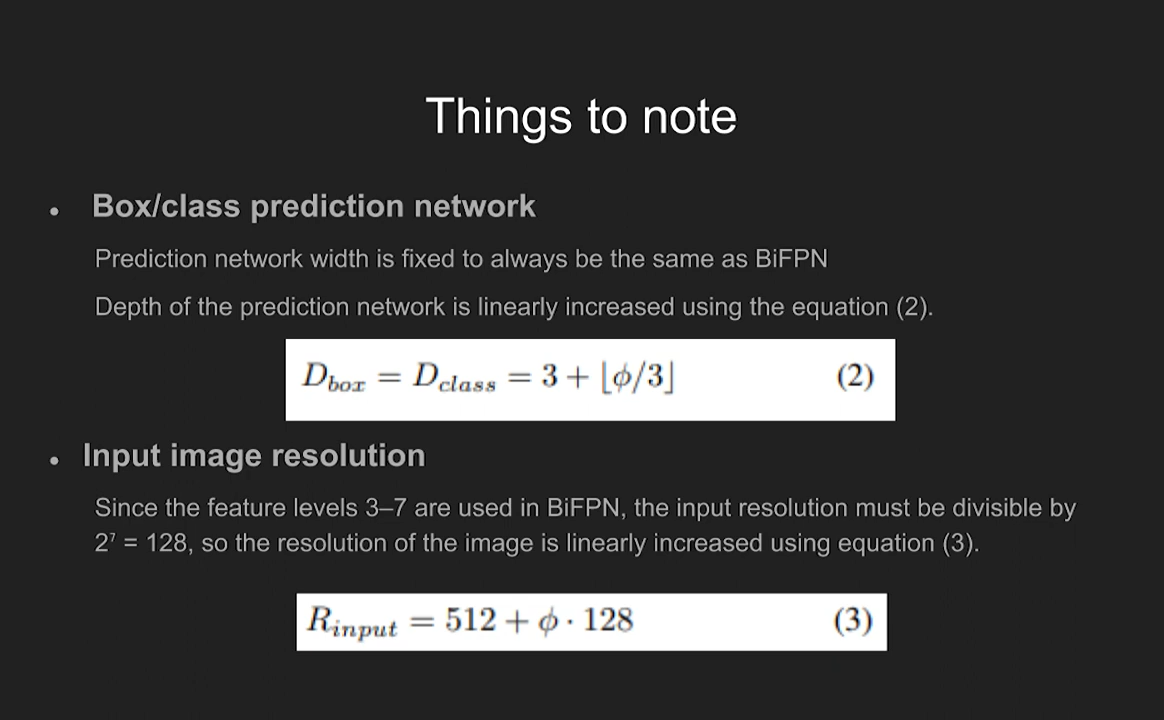 Things to note
• Box/class prediction network
Prediction network width is fixed to always be the same as BiFPN
Depth of the prediction network is linearly increased using the equation (2).
D_box = D_class = 3 + ⌊ϕ/3⌋ (2)
• Input image resolution
Since the feature levels 3–7 are used in BiFPN, the input resolution must be divisible by
2⁷ = 128, so the resolution of the image is linearly increased using equation (3).
R_input = 512 + ϕ · 128 (3)